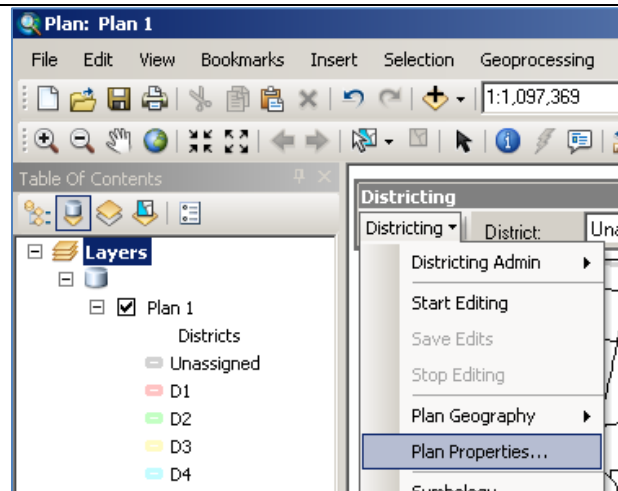 Plan: Plan 1
File Edit View Bookmarks Insert Selection Geoprocessing
1:1,097,369
Table Of Contents
Districting
Districting District:
Layers
Districting Admin
Plan 1
Start Editing
Districts
Save Edits
Unassigned
Stop Editing
D1
D2
Plan Geography
D3
Plan Properties...
D4